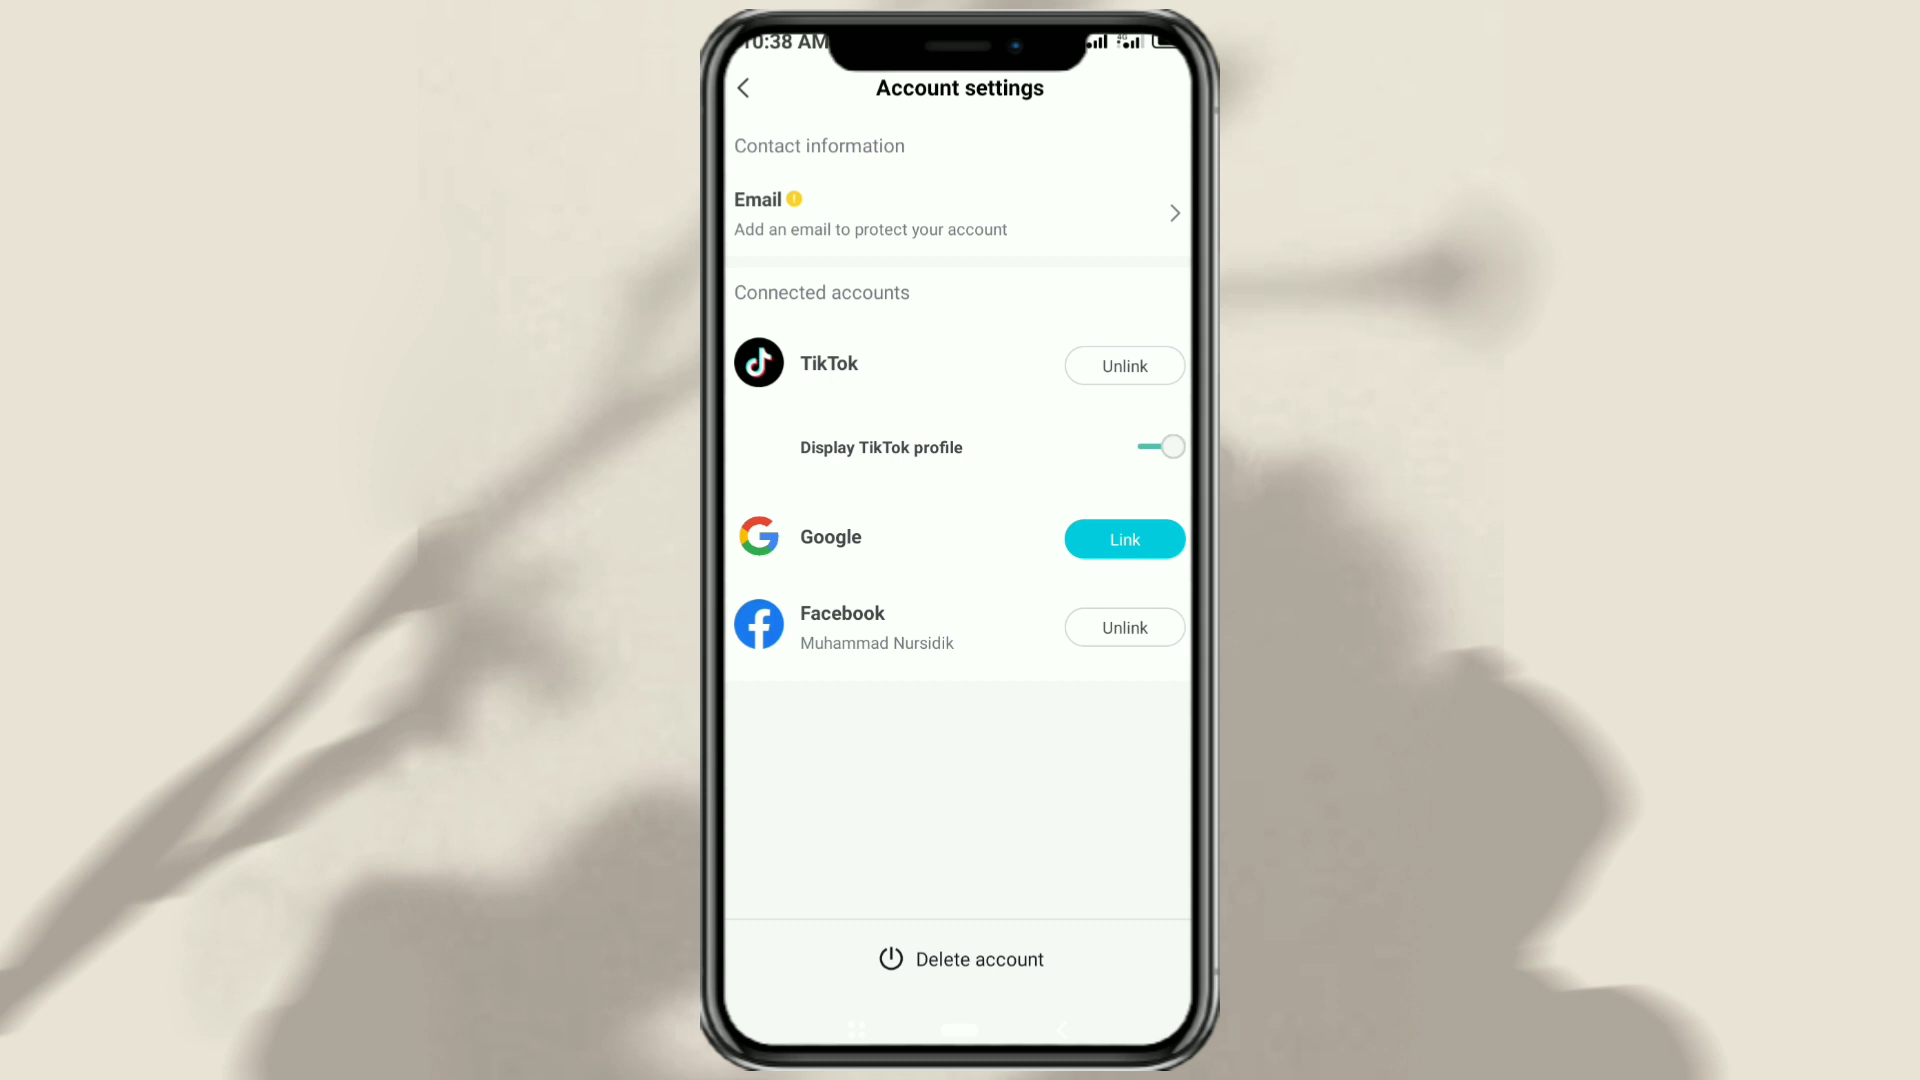 10:38 AM
Account settings
Contact information
Email
Add an email to protect your account
Connected accounts
TikTok
Unlink
Display TikTok profile
Google
Link
Facebook
Muhammad Nursidik
Unlink
Delete account